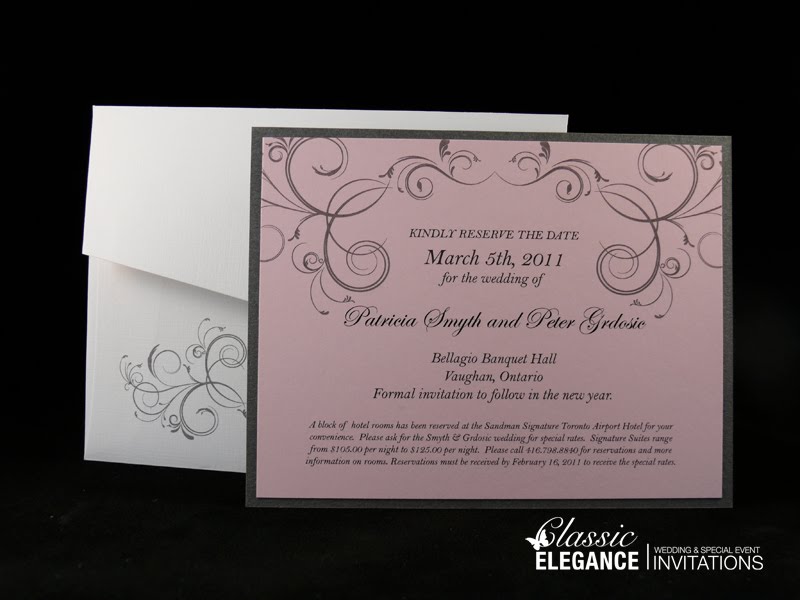 KINDLY RESERVE THE DATE
March 5th, 2011
for the wedding of
Patricia Smyth and Peter Grdosic
Bellagio Banquet Hall
Vaughan, Ontario
Formal invitation to follow in the new year.
A block of hotel rooms has been reserved at the Sandman Signature Toronto Airport Hotel for your
convenience. Please ask for the Smyth & Grdosic wedding for special rates. Signature Suites range
from $105.00 per night to $125.00 per night. Please call 416.798.8840 for reservations and more
information on rooms. Reservations must be received by February 16, 2011 to receive the special rates.
Classic
ELEGANCE
WEDDING & SPECIAL EVENT
INVITATIONS